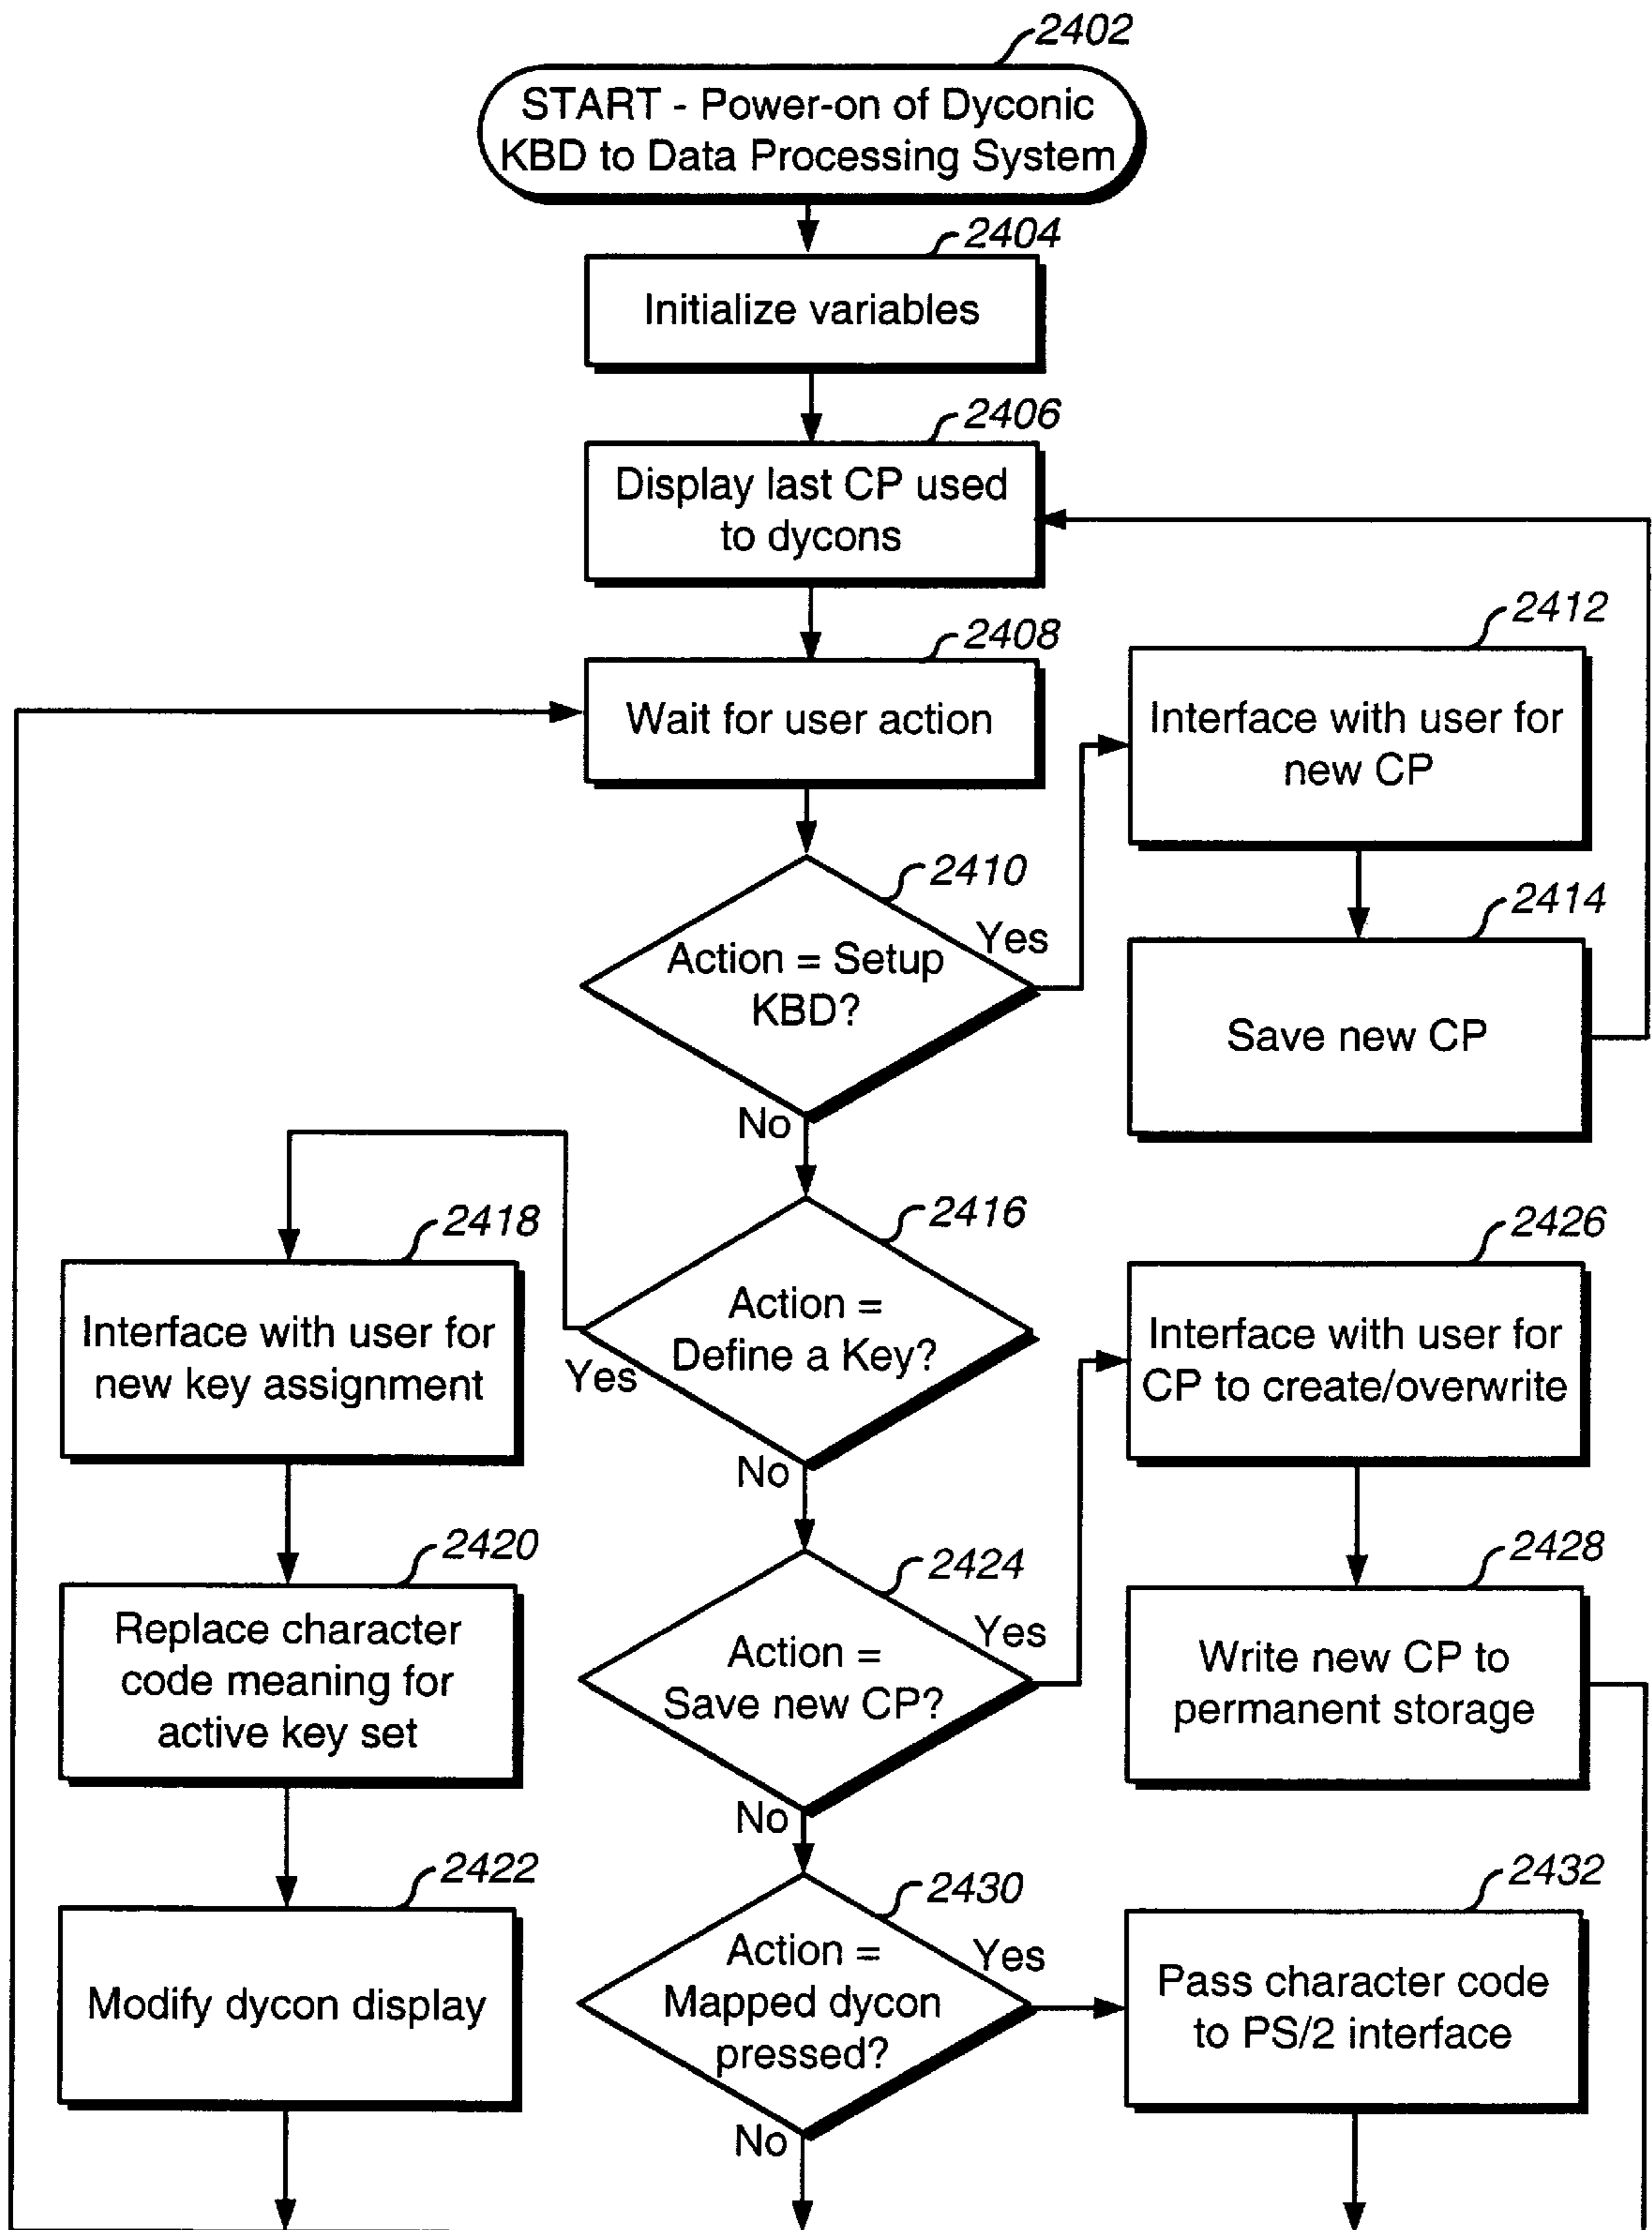 2402
START - Power-on of Dyconic
KBD to Data Processing System
2404
Initialize variables
2406
Display last CP used
to dycons
2408
Wait for user action
2412
Interface with user for
new CP
2410
Action = Setup
KBD?
Yes
No
2414
Save new CP
2416
Action =
Define a Key?
Yes
No
2418
Interface with user for
new key assignment
2426
Interface with user for
CP to create/overwrite
2420
Replace character
code meaning for
active key set
2424
Action =
Save new CP?
Yes
No
2428
Write new CP to
permanent storage
2422
Modify dycon display
2430
Action =
Mapped dycon
pressed?
Yes
No
2432
Pass character code
to PS/2 interface